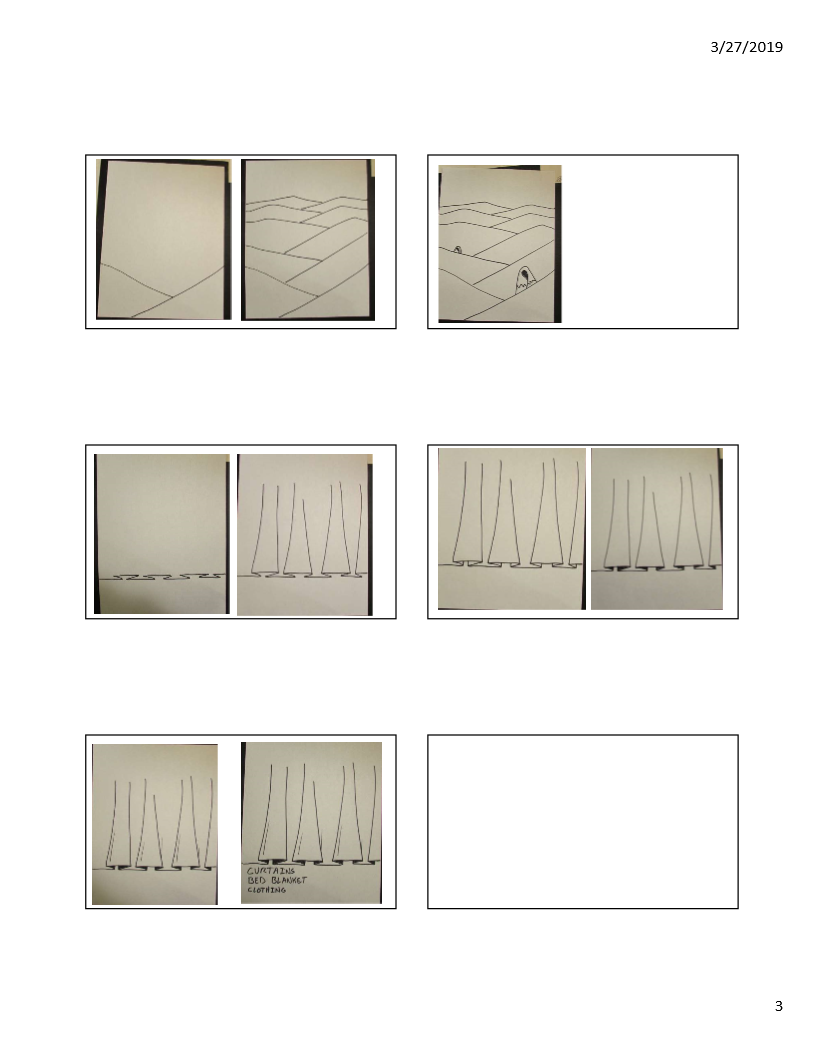 3/27/2019
CURTAINS
BED BLANKET
CLOTHING
3